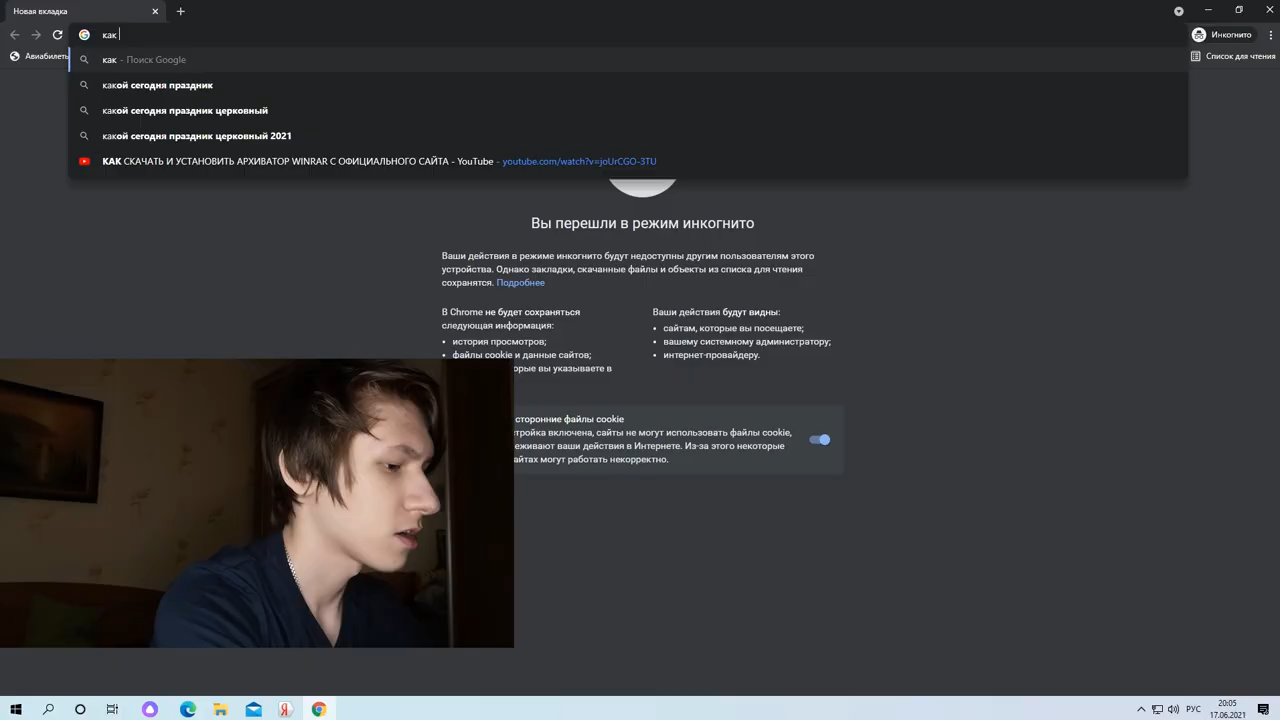 Новая вкладка
как
Инкогнито
Авиабилеть
Список для чтения
как - Поиск Google
какой сегодня праздник
какой сегодня праздник церковный
какой сегодня праздник церковный 2021
КАК СКАЧАТЬ И УСТАНОВИТЬ АРХИВАТОР WINRAR С ОФИЦИАЛЬНОГО САЙТА - YouTube - youtube.com/watch?v=joUrCGO-3TU
Вы перешли в режим инкогнито
Ваши действия в режиме инкогнито будут недоступны другим пользователям этого
устройства. Однако закладки, скачанные файлы и объекты из списка для чтения
сохранятся. Подробнее
В Chrome не будет сохраняться
следующая информация:
• история просмотров;
• файлы cookie и данные сайтов;
орые вы указываете в
Ваши действия будут видны:
• сайтам, которые вы посещаете;
• вашему системному администратору;
• интернет-провайдеру.
сторонние файлы cookie
стройка включена, сайты не могут использовать файлы cookie,
еживают ваши действия в Интернете. Из-за этого некоторые
айтах могут работать некорректно.
РУС
20:05
17.06.2021